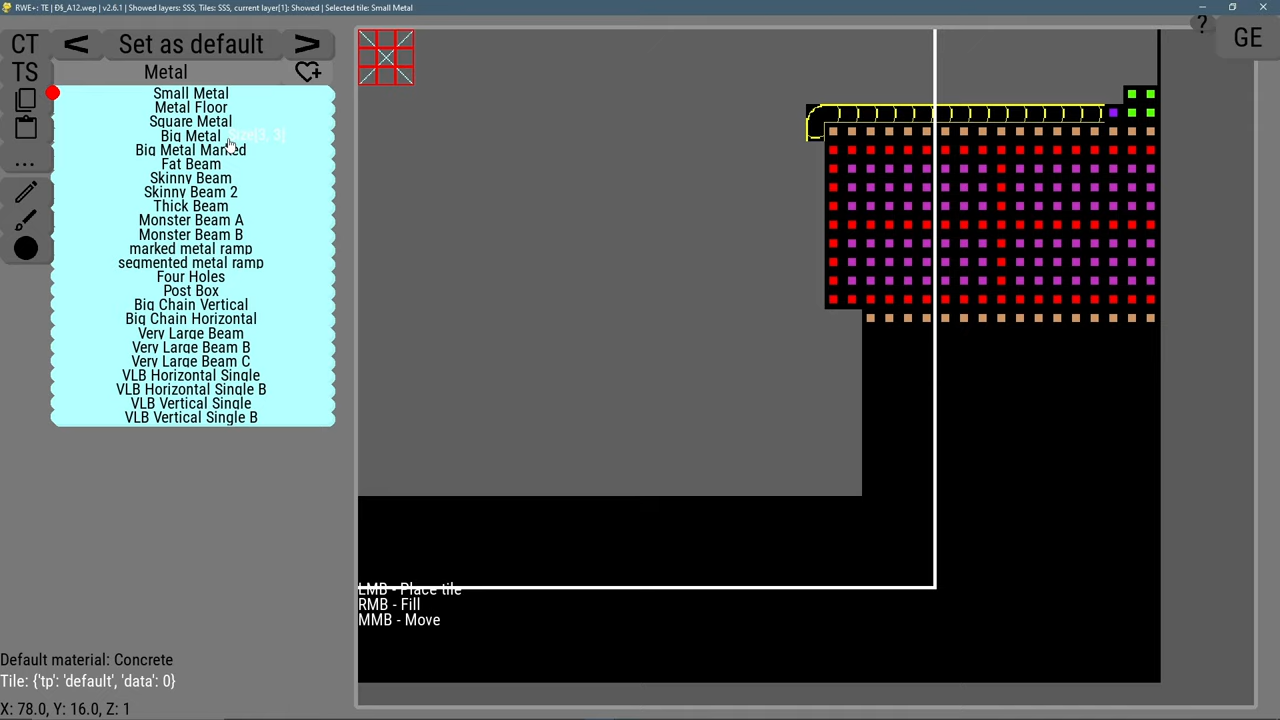 RWE+: TE | Đ§_A12.wep | v2.6.1 | Showed layers: SSS, Tiles: SSS, current layer[1]: Showed | Selected tile: Small Metal
?
CT < Set as default > GE
TS Metal
Small Metal
Metal Floor
Square Metal
Big Metal Size[3, 3]
Big Metal Marked
Fat Beam
...
Skinny Beam
Skinny Beam 2
Thick Beam
Monster Beam A
Monster Beam B
marked metal ramp
segmented metal ramp
Four Holes
Post Box
Big Chain Vertical
Big Chain Horizontal
Very Large Beam
Very Large Beam B
Very Large Beam C
VLB Horizontal Single
VLB Horizontal Single B
VLB Vertical Single
VLB Vertical Single B
LMB - Place tile
RMB - Fill
MMB - Move
Default material: Concrete
Tile: {'tp': 'default', 'data': 0}
X: 78.0, Y: 16.0, Z: 1